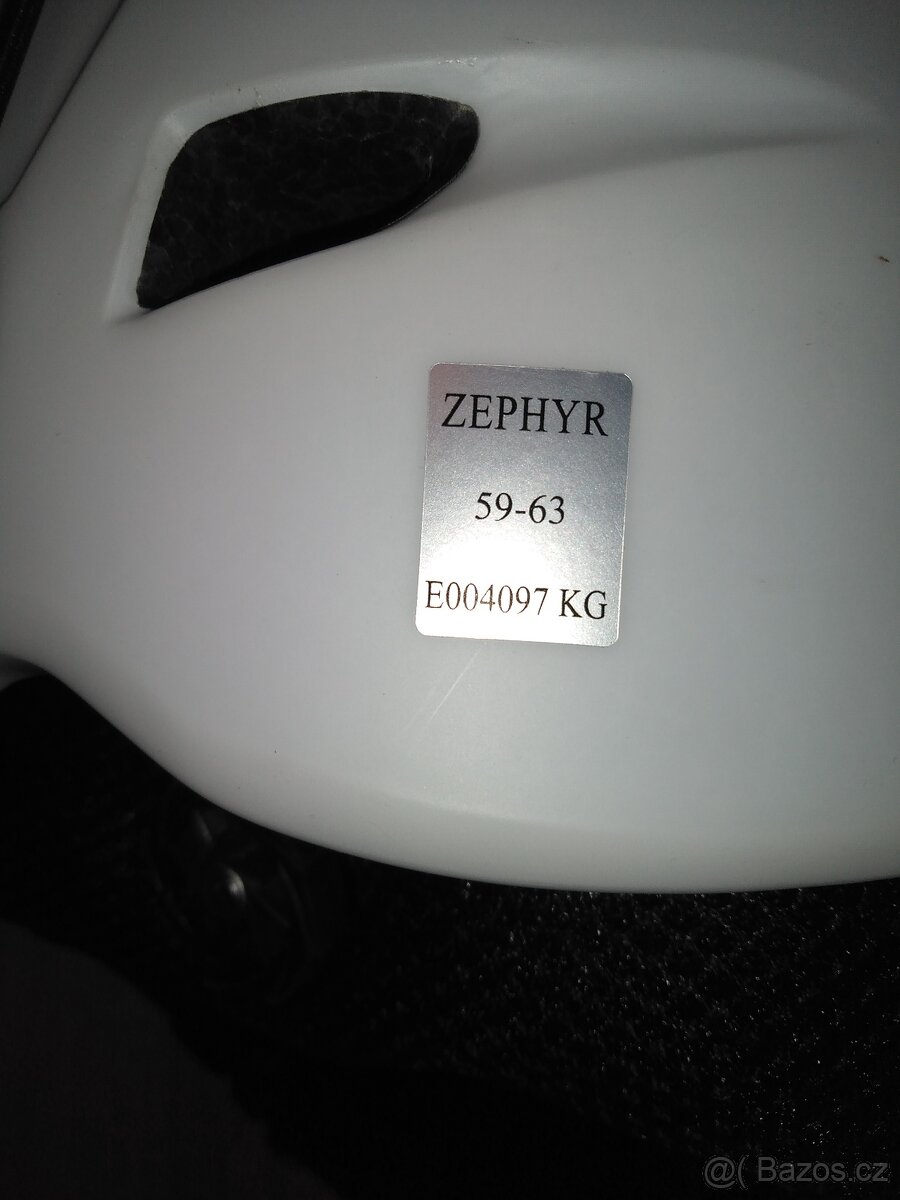 ZEPHYR
59-63
E004097 KG
@( Bazos.cz